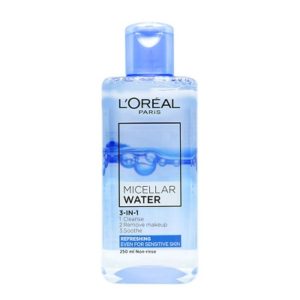 L'ORÉAL
PARIS
MICELLAR
WATER
3-IN-1
1 Cleanse
2 Remove makeup
3 Soothe
REFRESHING
EVEN FOR SENSITIVE SKIN
250 ml Non-rinse